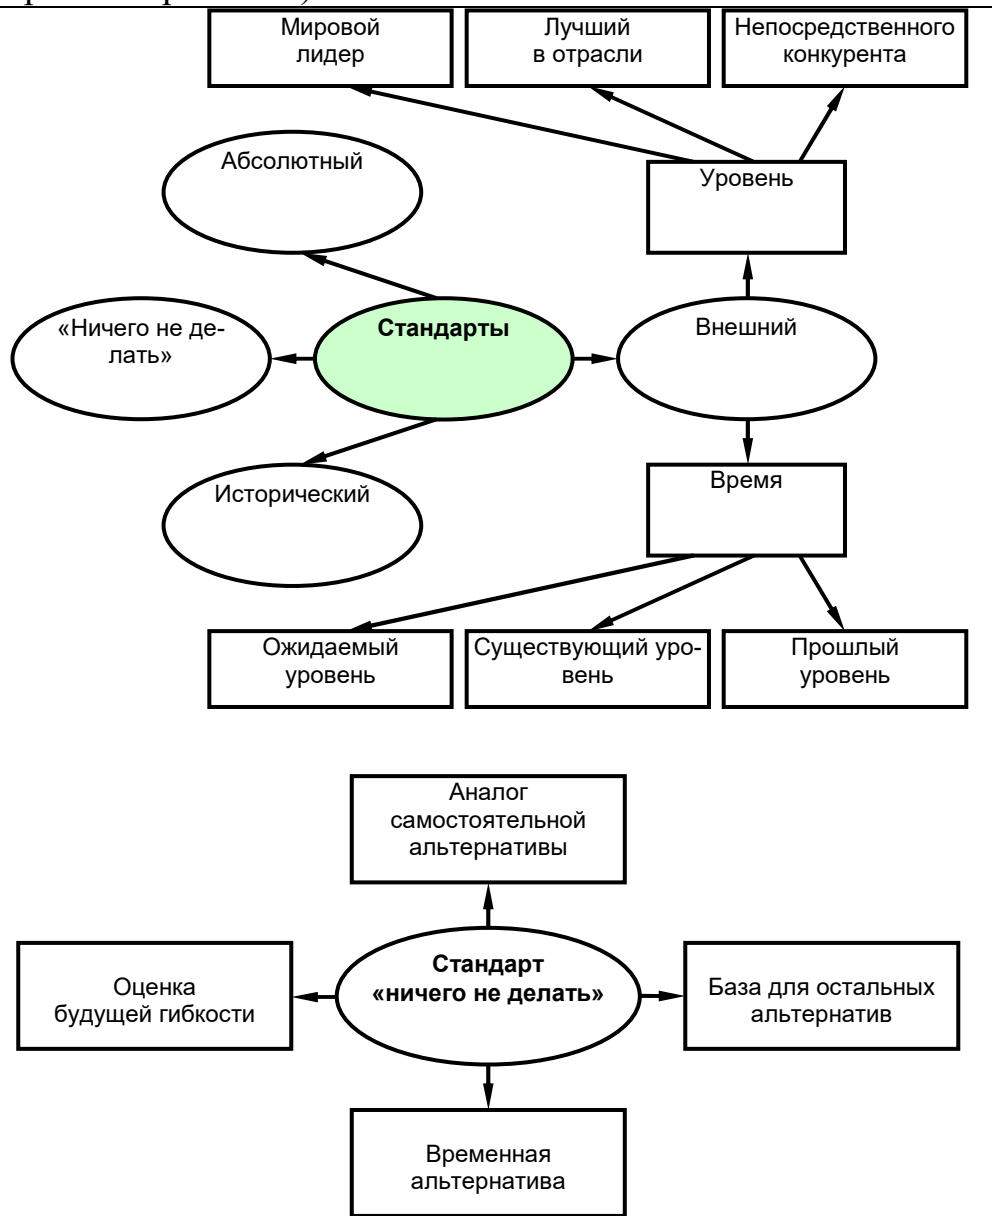 Мировой
лидер
Лучший
в отрасли
Непосредственного
конкурента
Абсолютный
Уровень
«Ничего не де-
лать»
Стандарты
Внешний
Исторический
Время
Ожидаемый
уровень
Существующий уро-
вень
Прошлый
уровень
Аналог
самостоятельной
альтернативы
Оценка
будущей гибкости
Стандарт
«ничего не делать»
База для остальных
альтернатив
Временная
альтернатива